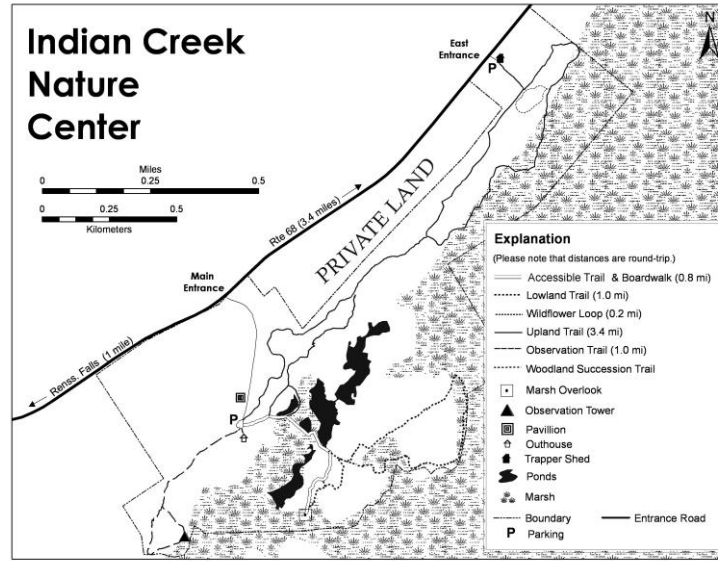 Indian Creek
Nature
Center
N
East
Entrance
P
Miles
0 0.25 0.5
0 0.25 0.5
Kilometers
Rte 68 (3.4 miles)
PRIVATE LAND
Main
Entrance
Renss. Falls (1 mile)
P
Explanation
(Please note that distances are round-trip.)
Accessible Trail & Boardwalk (0.8 mi)
Lowland Trail (1.0 mi)
Wildflower Loop (0.2 mi)
Upland Trail (3.4 mi)
Observation Trail (1.0 mi)
Woodland Succession Trail
Marsh Overlook
Observation Tower
Pavillion
Outhouse
Trapper Shed
Ponds
Marsh
Boundary Entrance Road
P Parking